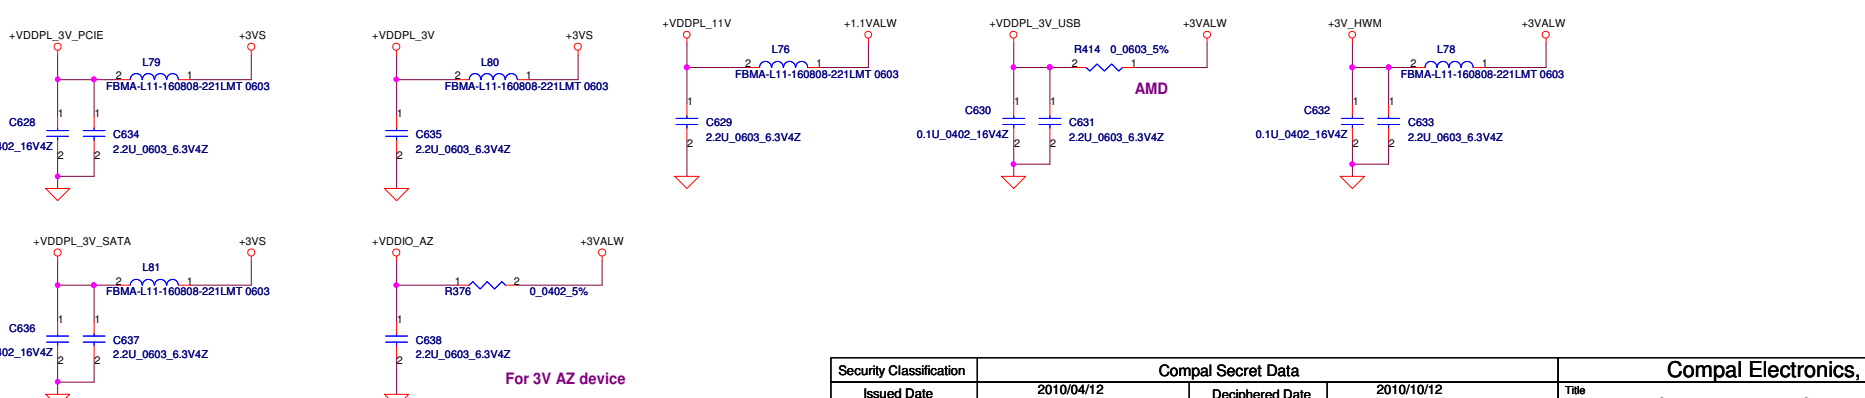 +VDDPL_3V_PCIE
+3VS
L79
2 1
FBMA-L11-160808-221LMT 0603
1 1
C628
C634
402_16V4Z
2.2U_0603_6.3V4Z
2 2
+VDDPL_3V
+3VS
L80
2 1
FBMA-L11-160808-221LMT 0603
1
C635
2.2U_0603_6.3V4Z
2
+VDDPL_11V
+1.1VALW
L76
2 1
FBMA-L11-160808-221LMT 0603
1
C629
2.2U_0603_6.3V4Z
2
+VDDPL_3V_USB
+3VALW
R414 0_0603_5%
2 1
AMD
1 1
C630
C631
0.1U_0402_16V4Z
2.2U_0603_6.3V4Z
2 2
+3V_HWM
+3VALW
L78
2 1
FBMA-L11-160808-221LMT 0603
1 1
C632
C633
0.1U_0402_16V4Z
2.2U_0603_6.3V4Z
2 2
+VDDPL_3V_SATA
+3VS
L81
2 1
FBMA-L11-160808-221LMT 0603
1 1
C636
C637
402_16V4Z
2.2U_0603_6.3V4Z
2 2
+VDDIO_AZ
+3VALW
1 2
R376 0_0402_5%
1
C638
2.2U_0603_6.3V4Z
2
For 3V AZ device
Security Classification
Compal Secret Data
Compal Electronics,
Issued Date
2010/04/12
Deciphered Date
2010/10/12
Title